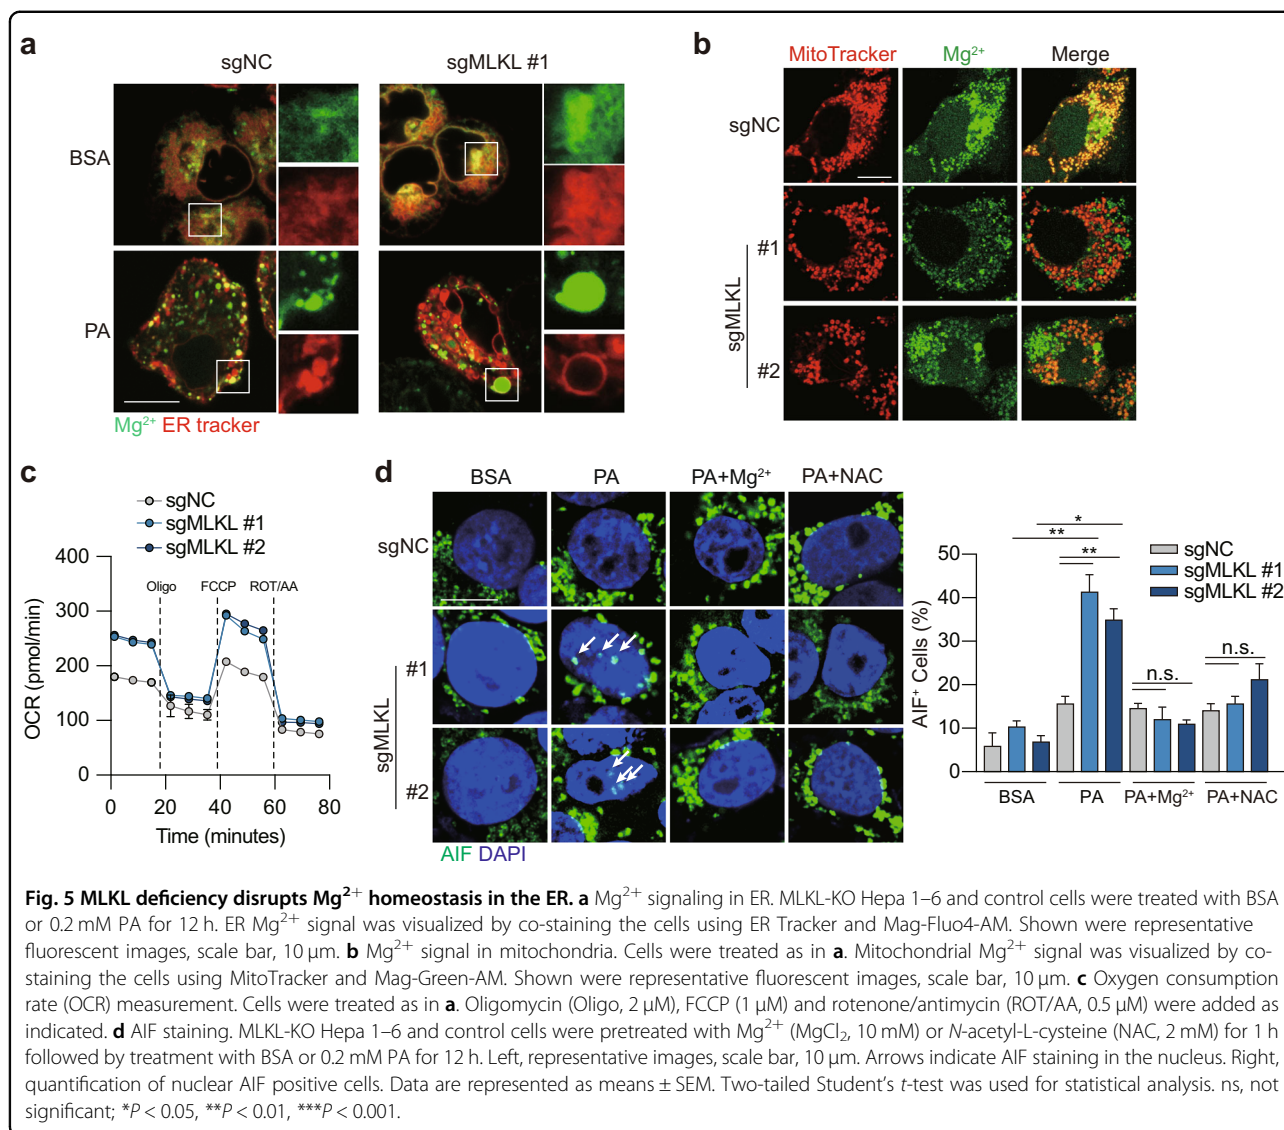 a
sgNC
sgMLKL #1
BSA
PA
Mg²⁺ ER tracker
b
MitoTracker
Mg²⁺
Merge
sgNC
#1
sgMLKL
#2
c
sgNC
sgMLKL #1
sgMLKL #2
400
300
200
100
0
OCR (pmol/min)
Oligo
FCCP
ROT/AA
0
20
40
60
80
Time (minutes)
d
BSA
PA
PA+Mg²⁺
PA+NAC
sgNC
#1
sgMLKL
#2
AIF DAPI
sgNC
sgMLKL #1
sgMLKL #2
*
**
**
n.s.
n.s.
50
40
30
20
10
0
AIF⁺ Cells (%)
BSA
PA
PA+Mg²⁺
PA+NAC
Fig. 5 MLKL deficiency disrupts Mg²⁺ homeostasis in the ER. a Mg²⁺ signaling in ER. MLKL-KO Hepa 1–6 and control cells were treated with BSA
or 0.2 mM PA for 12 h. ER Mg²⁺ signal was visualized by co-staining the cells using ER Tracker and Mag-Fluo4-AM. Shown were representative
fluorescent images, scale bar, 10 μm. b Mg²⁺ signal in mitochondria. Cells were treated as in a. Mitochondrial Mg²⁺ signal was visualized by co-
staining the cells using MitoTracker and Mag-Green-AM. Shown were representative fluorescent images, scale bar, 10 μm. c Oxygen consumption
rate (OCR) measurement. Cells were treated as in a. Oligomycin (Oligo, 2 μM), FCCP (1 μM) and rotenone/antimycin (ROT/AA, 0.5 μM) were added as
indicated. d AIF staining. MLKL-KO Hepa 1–6 and control cells were pretreated with Mg²⁺ (MgCl₂, 10 mM) or N-acetyl-L-cysteine (NAC, 2 mM) for 1 h
followed by treatment with BSA or 0.2 mM PA for 12 h. Left, representative images, scale bar, 10 μm. Arrows indicate AIF staining in the nucleus. Right,
quantification of nuclear AIF positive cells. Data are represented as means ± SEM. Two-tailed Student's t-test was used for statistical analysis. ns, not
significant; *P < 0.05, **P < 0.01, ***P < 0.001.